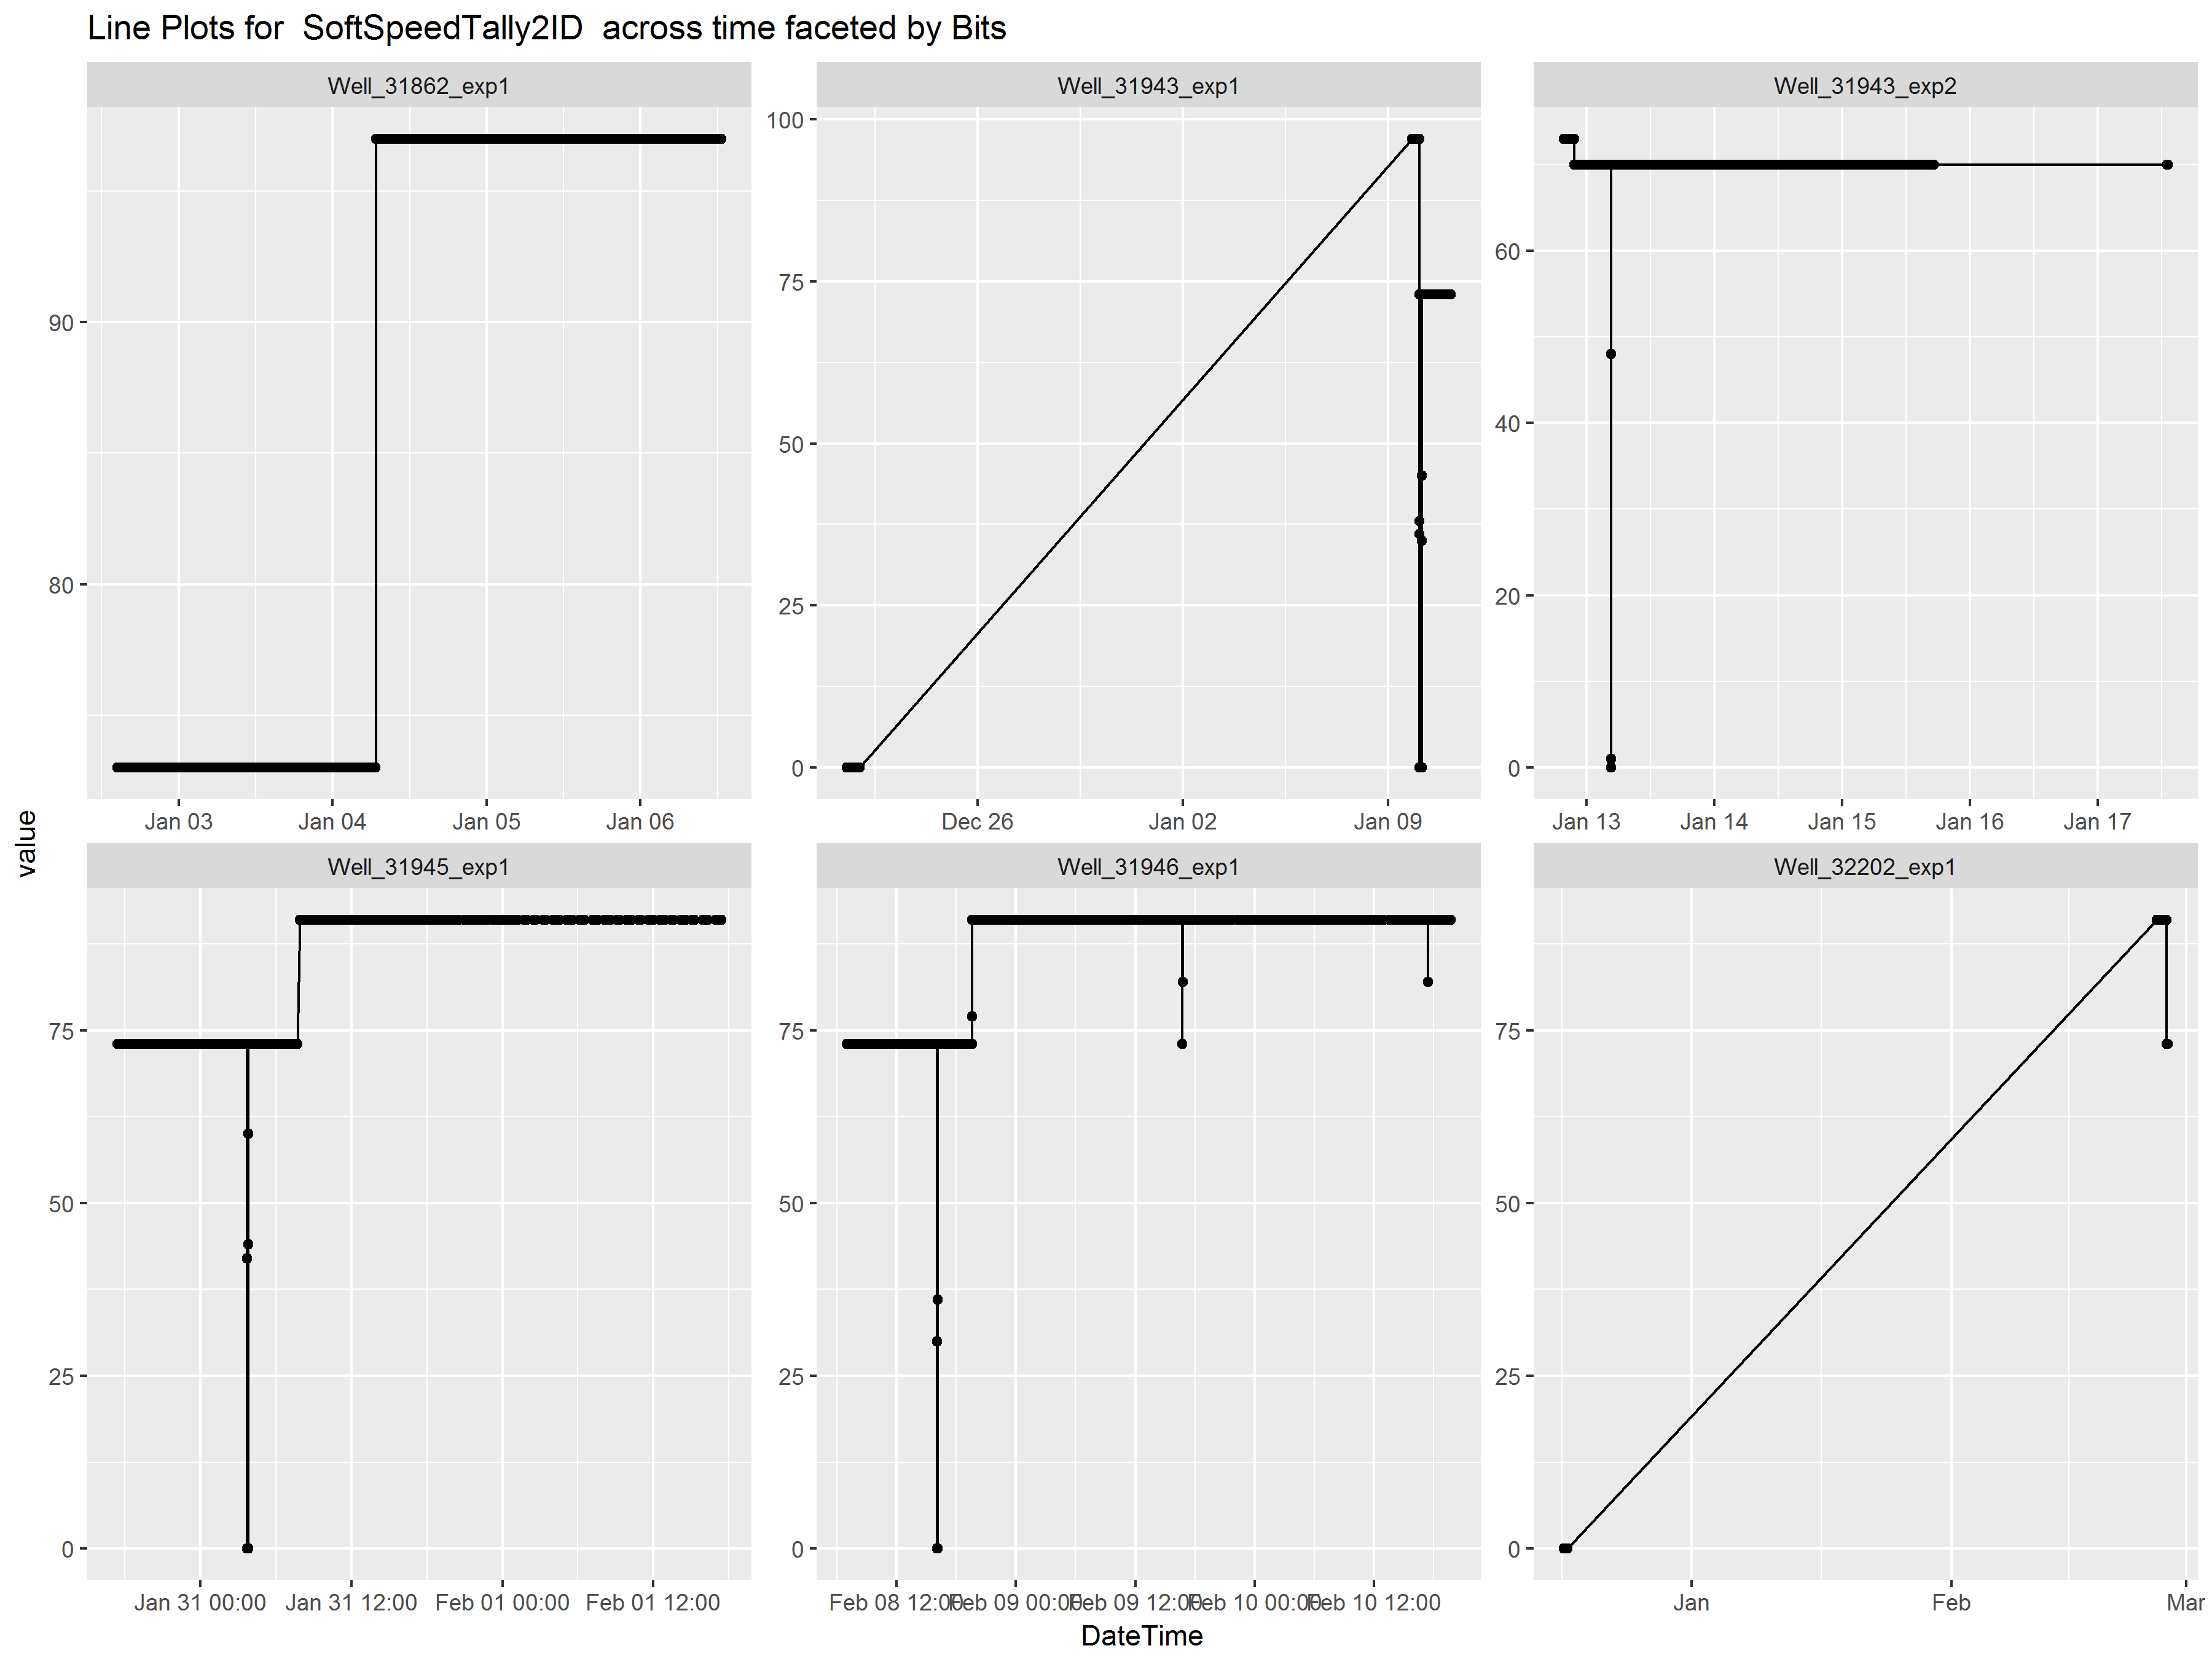 Line Plots for  SoftSpeedTally2ID  across time faceted by Bits
Well_31862_exp1
Well_31943_exp1
Well_31943_exp2
90
80
100
75
50
25
0
60
40
20
0
Jan 03 Jan 04 Jan 05 Jan 06
Dec 26 Jan 02 Jan 09
Jan 13 Jan 14 Jan 15 Jan 16 Jan 17
value
Well_31945_exp1
Well_31946_exp1
Well_32202_exp1
75
50
25
0
75
50
25
0
75
50
25
0
Jan 31 00:00 Jan 31 12:00 Feb 01 00:00 Feb 01 12:00
Feb 08 12:00 Feb 09 00:00 Feb 09 12:00 Feb 10 00:00 Feb 10 12:00
Jan Feb Mar
DateTime